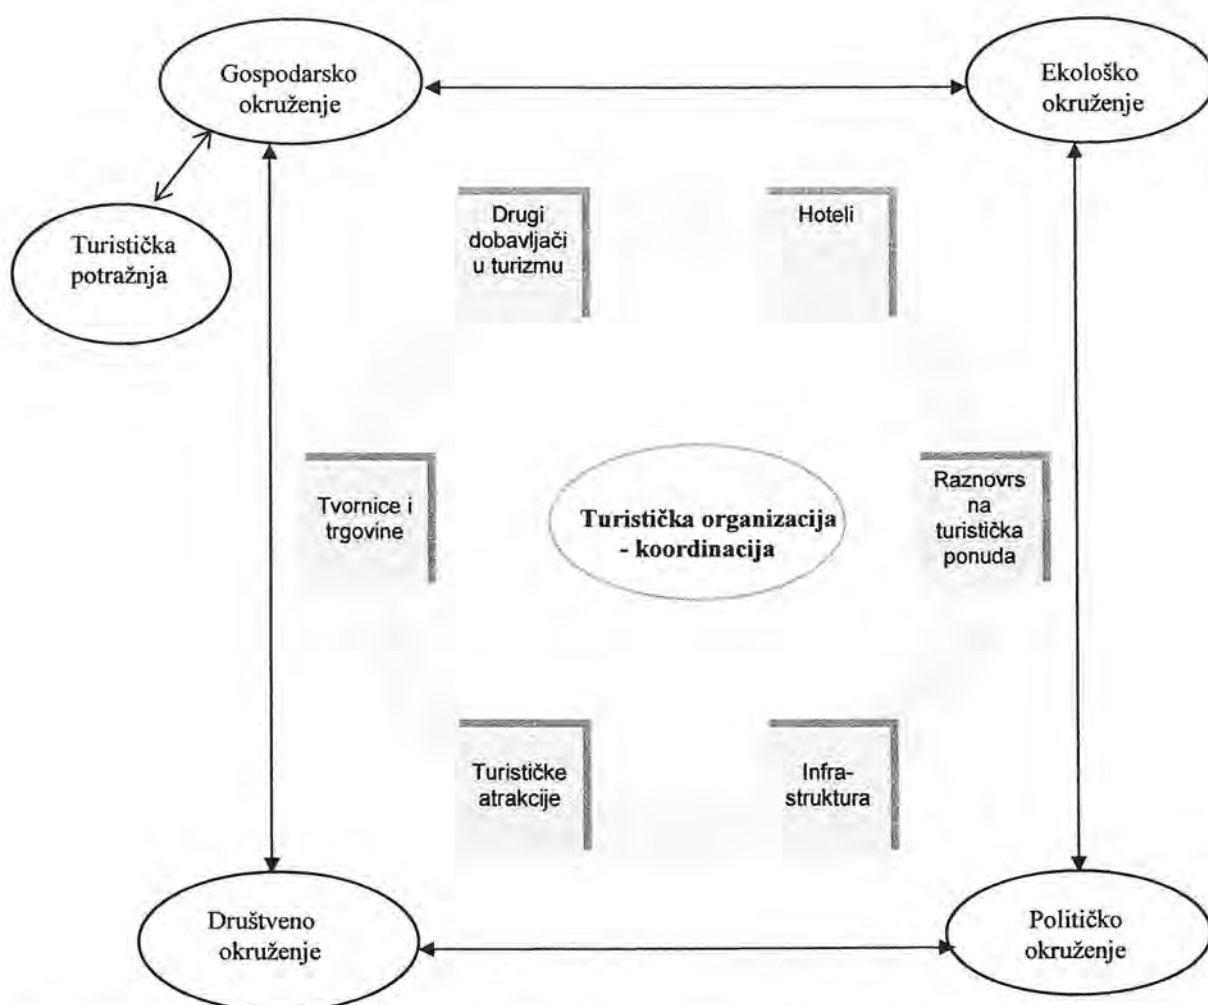 Gospodarsko
okruženje
Ekološko
okruženje
Turistička
potražnja
Drugi
dobavljači
u turizmu
Hoteli
Tvornice i
trgovine
Turistička organizacija
- koordinacija
Raznovrs
na
turistička
ponuda
Turističke
atrakcije
Infra-
struktura
Društveno
okruženje
Političko
okruženje